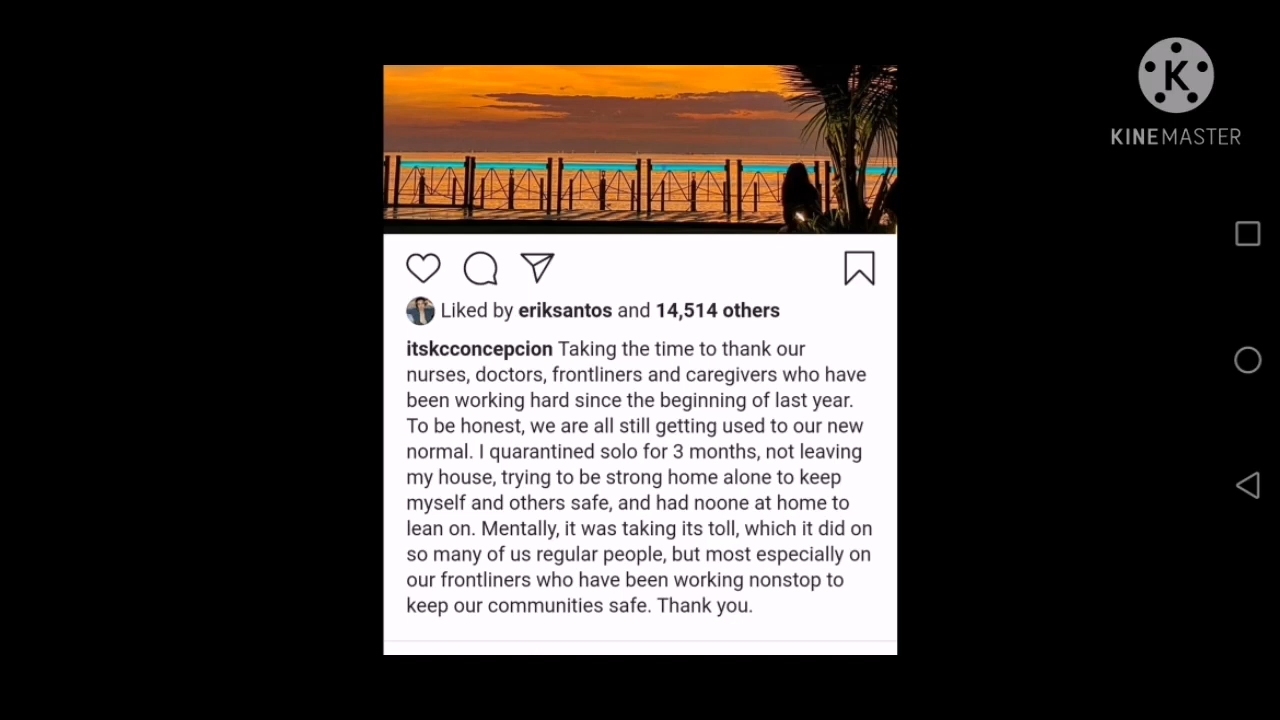 KINEMASTER
Liked by eriksantos and 14,514 others
itskcconcepcion Taking the time to thank our
nurses, doctors, frontliners and caregivers who have
been working hard since the beginning of last year.
To be honest, we are all still getting used to our new
normal. I quarantined solo for 3 months, not leaving
my house, trying to be strong home alone to keep
myself and others safe, and had noone at home to
lean on. Mentally, it was taking its toll, which it did on
so many of us regular people, but most especially on
our frontliners who have been working nonstop to
keep our communities safe. Thank you.